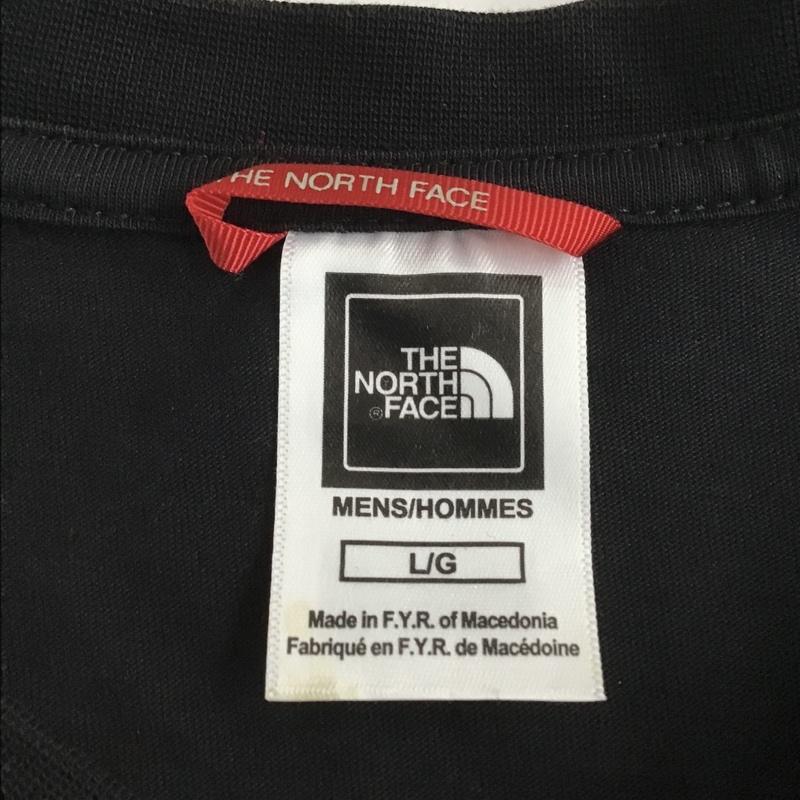 THE NORTH FACE
THE
NORTH
FACE
®
MENS/HOMMES
L/G
Made in F.Y.R. of Macedonia
Fabriqué en F.Y.R. de Macédoine